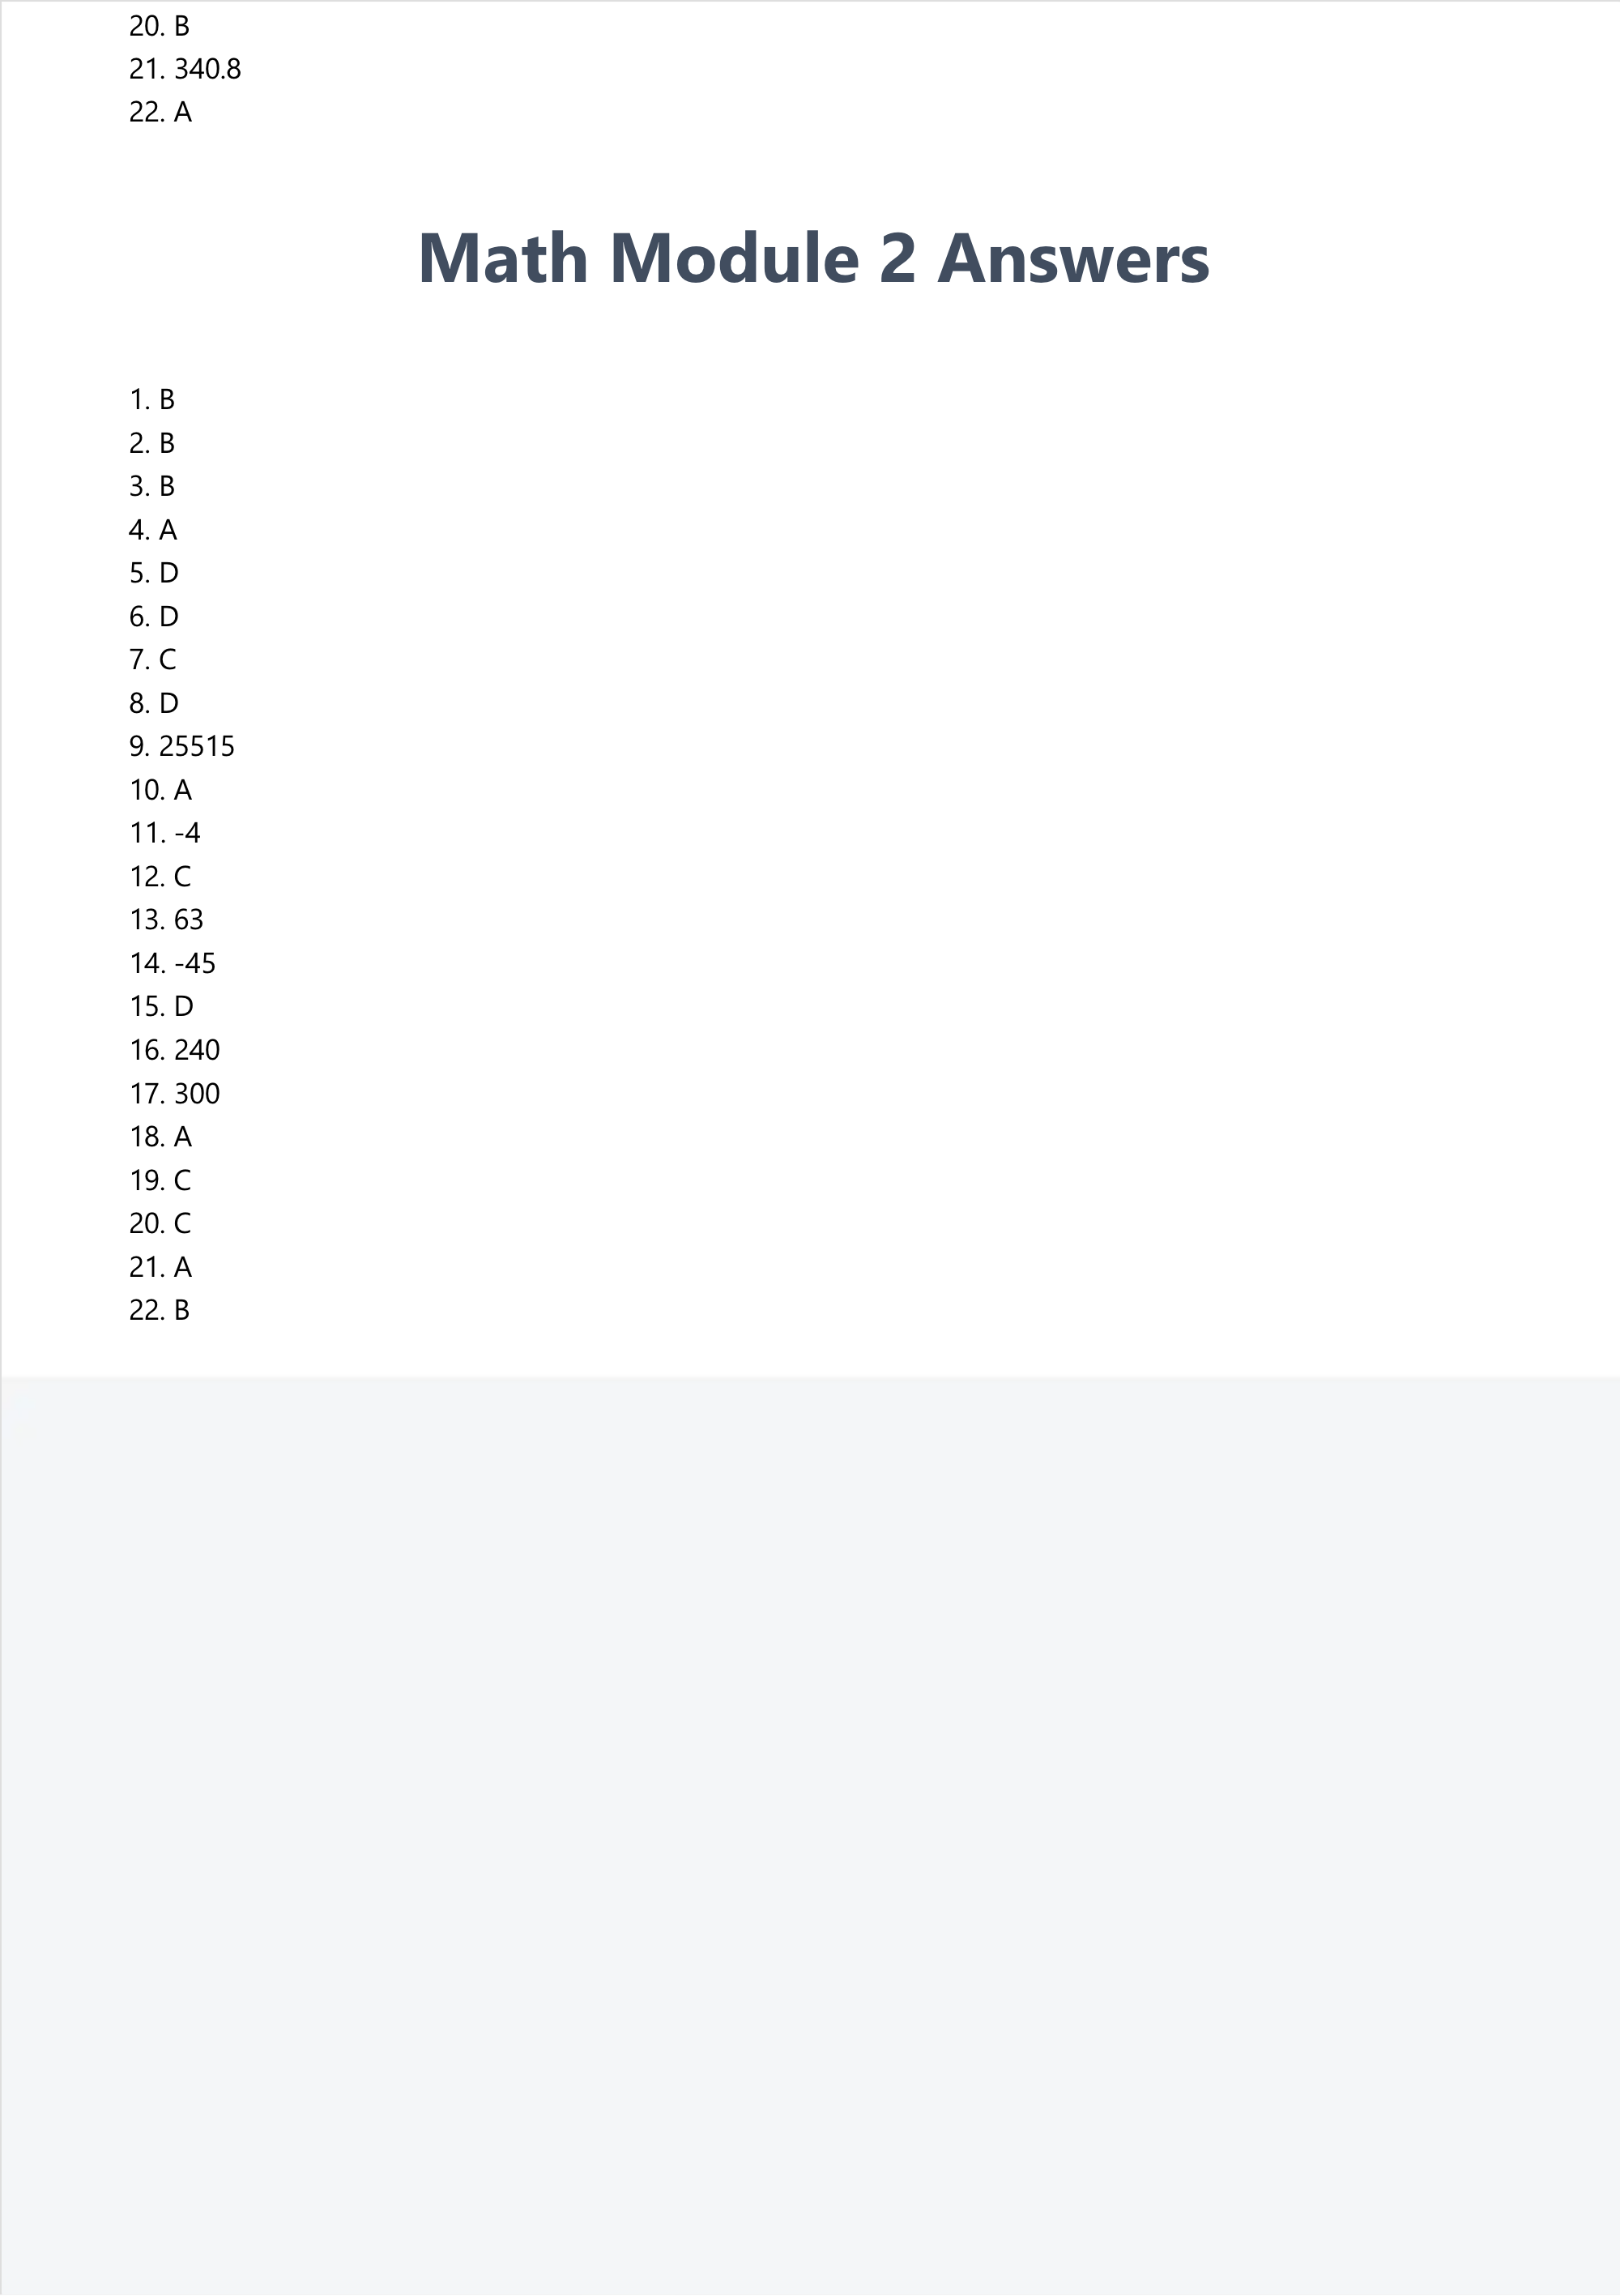 20. B
21. 340.8
22. A
Math Module 2 Answers
1. B
2. B
3. B
4. A
5. D
6. D
7. C
8. D
9. 25515
10. A
11. -4
12. C
13. 63
14. -45
15. D
16. 240
17. 300
18. A
19. C
20. C
21. A
22. B